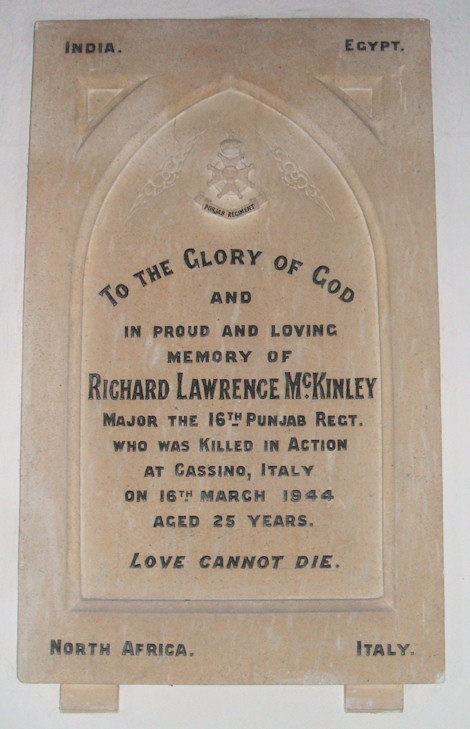 INDIA. EGYPT.
PUNJAB REGIMENT
TO THE GLORY OF GOD
AND
IN PROUD AND LOVING
MEMORY OF
RICHARD LAWRENCE McKINLEY
MAJOR THE 16TH PUNJAB REGT.
WHO WAS KILLED IN ACTION
AT CASSINO, ITALY
ON 16TH MARCH 1944
AGED 25 YEARS.
LOVE CANNOT DIE.
NORTH AFRICA. ITALY.